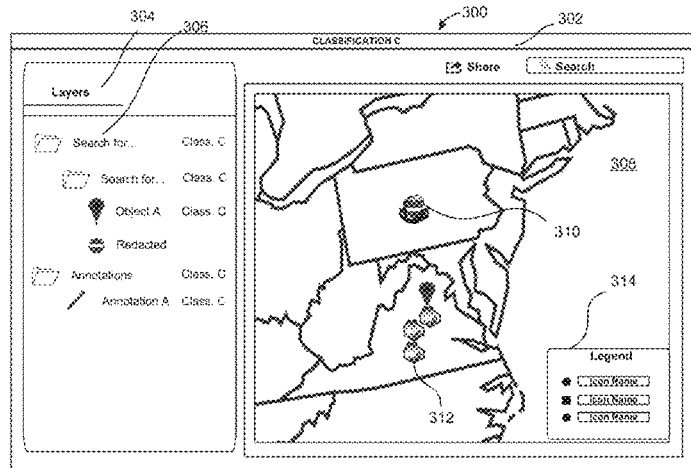 300
302
CLASSIFICATION C
304
306
Share
Search
Layers
Search for... Class. C
Search for... Class. C
Object A Class. C
Redacted
Annotations Class. C
Annotation A Class. C
308
310
312
314
Legend
Icon Name
Icon Name
Icon Name